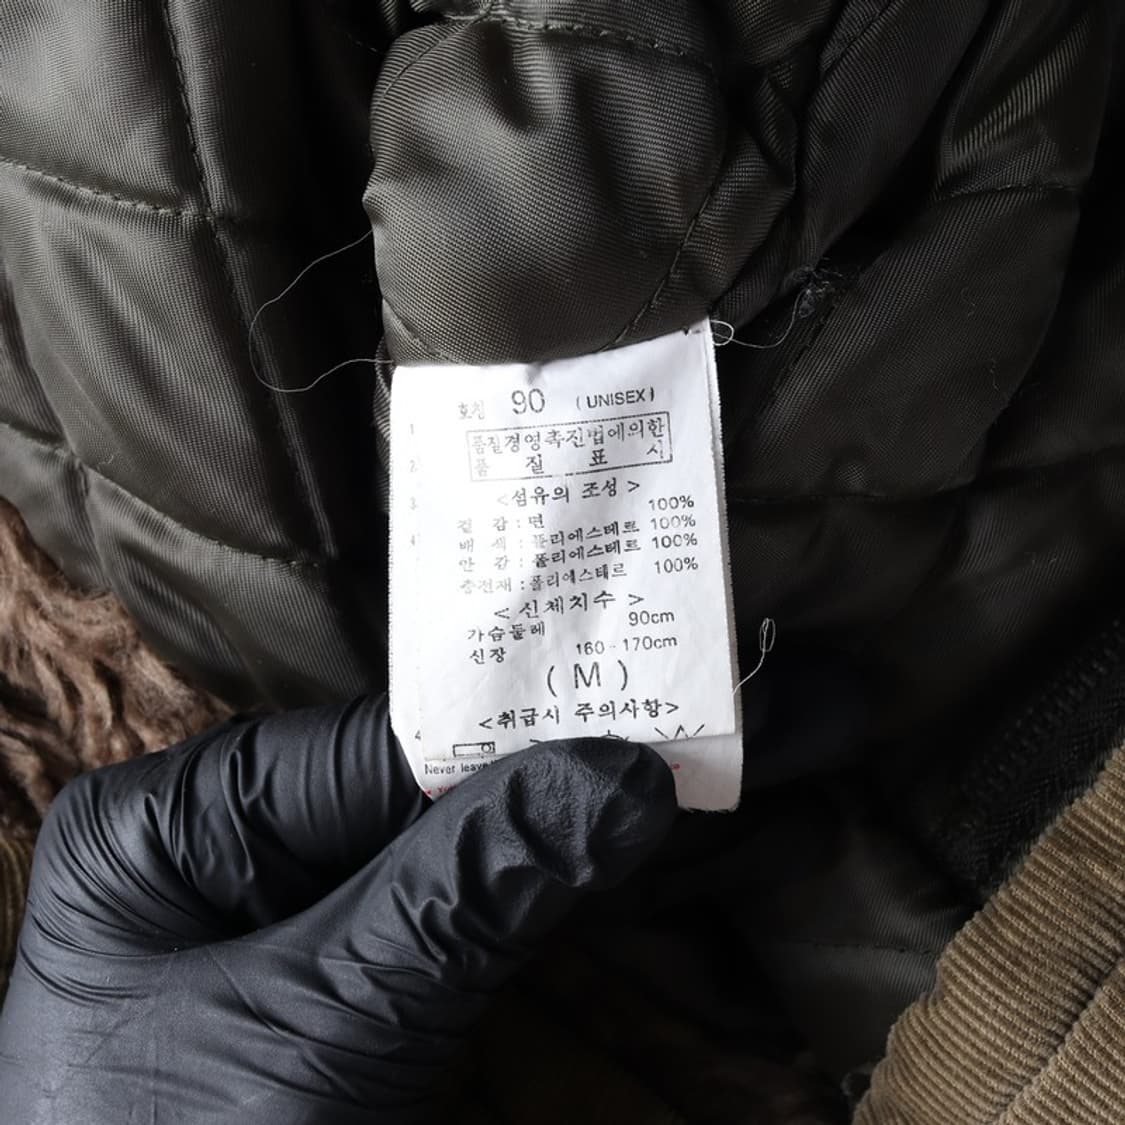 호칭 90 (UNISEX)
품질경영촉진법에의한
품 질 표 시
<섬유의 조성>
겉 감 : 면 100%
배 색 : 폴리에스테르 100%
안 감 : 폴리에스테르 100%
충전재 : 폴리에스테르 100%
<신체치수>
가슴둘레 90cm
신장 160~170cm
(M)
<취급시 주의사항>
Never leave